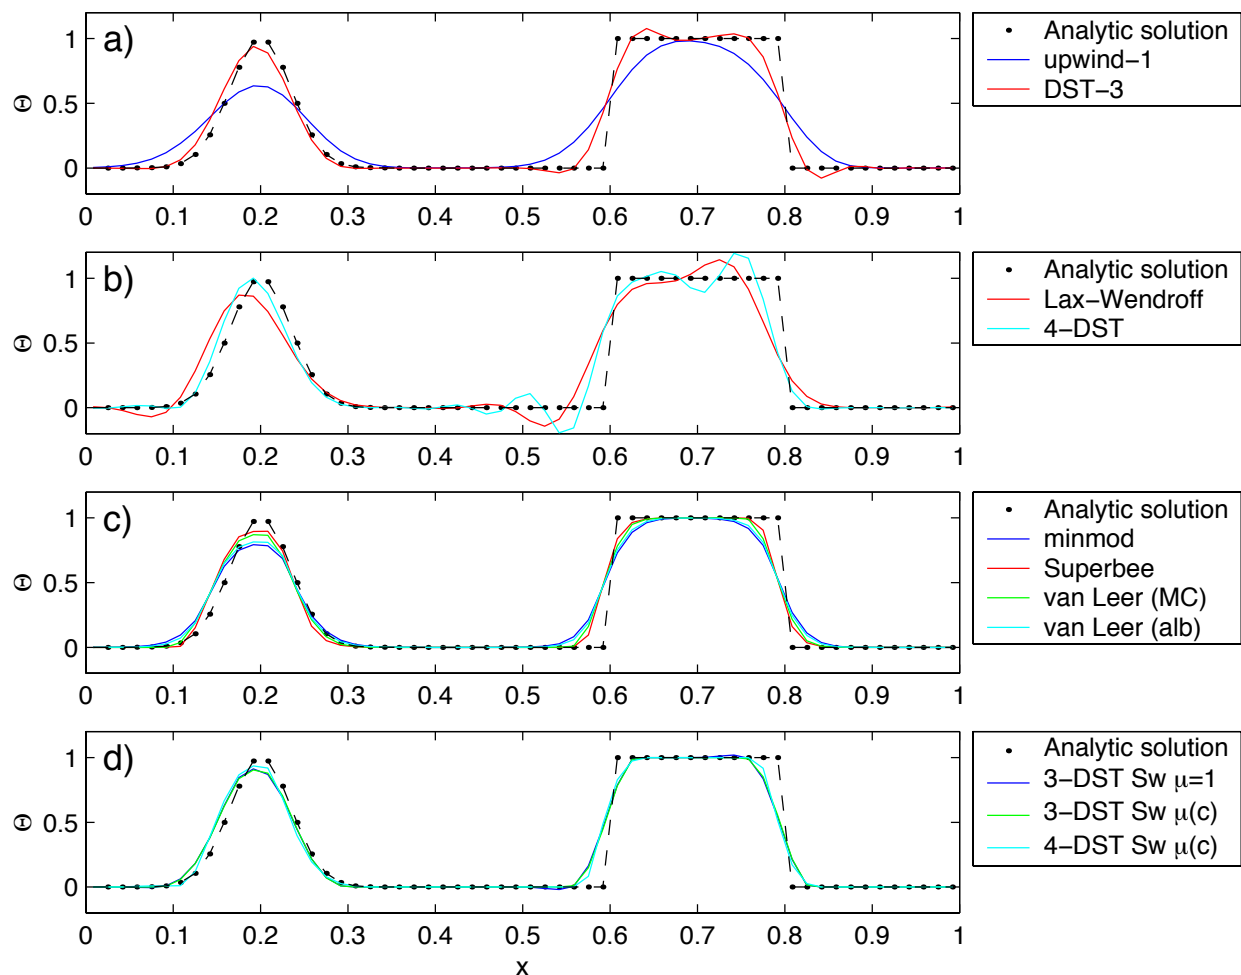 a)
Θ
1
0.5
0
0 0.1 0.2 0.3 0.4 0.5 0.6 0.7 0.8 0.9 1
Analytic solution
upwind−1
DST−3
b)
Θ
1
0.5
0
0 0.1 0.2 0.3 0.4 0.5 0.6 0.7 0.8 0.9 1
Analytic solution
Lax−Wendroff
4−DST
c)
Θ
1
0.5
0
0 0.1 0.2 0.3 0.4 0.5 0.6 0.7 0.8 0.9 1
Analytic solution
minmod
Superbee
van Leer (MC)
van Leer (alb)
d)
Θ
1
0.5
0
0 0.1 0.2 0.3 0.4 0.5 0.6 0.7 0.8 0.9 1
x
Analytic solution
3−DST Sw μ=1
3−DST Sw μ(c)
4−DST Sw μ(c)